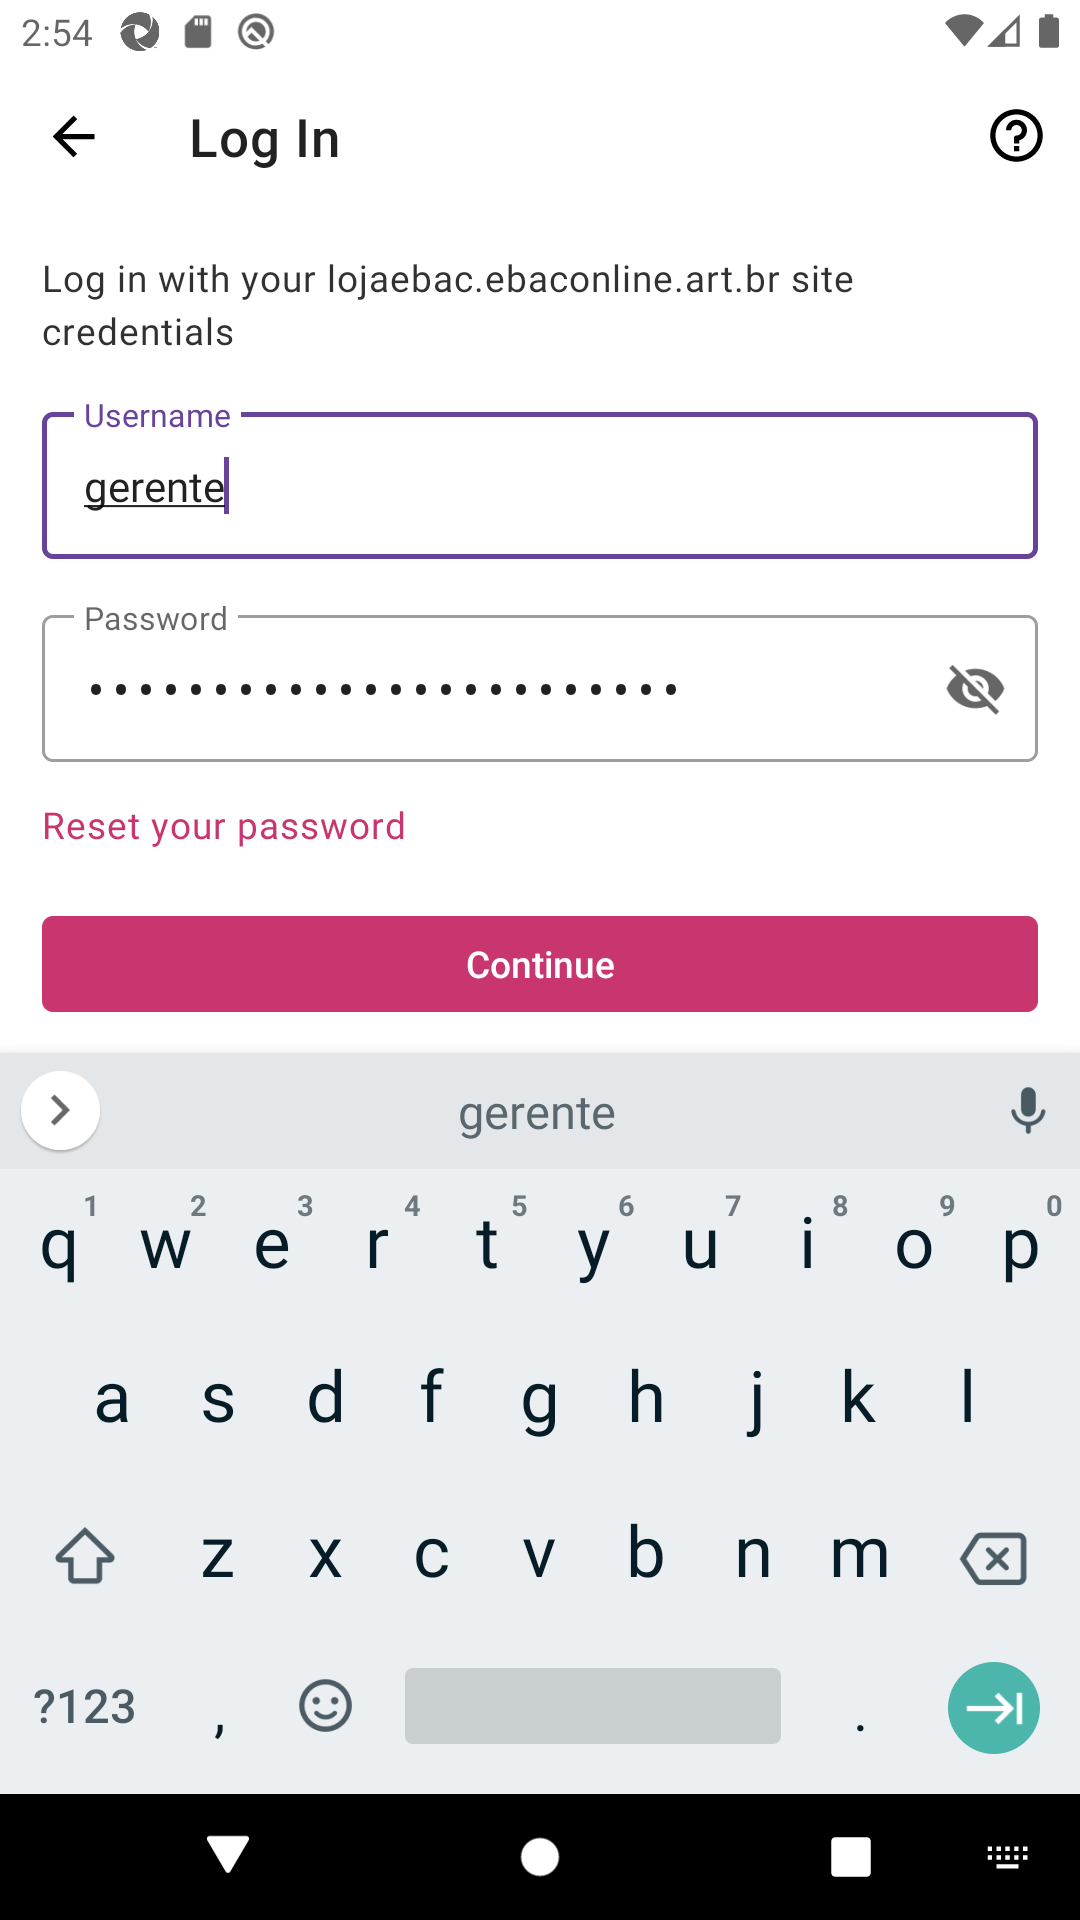 2:54
Log In
Log in with your lojaebac.ebaconline.art.br site
credentials
Username
gerente
Password
••••••••••••••••••••••••
Reset your password
Continue
gerente
1 2 3 4 5 6 7 8 9 0
q w e r t y u i o p
a s d f g h j k l
z x c v b n m
?123 , .